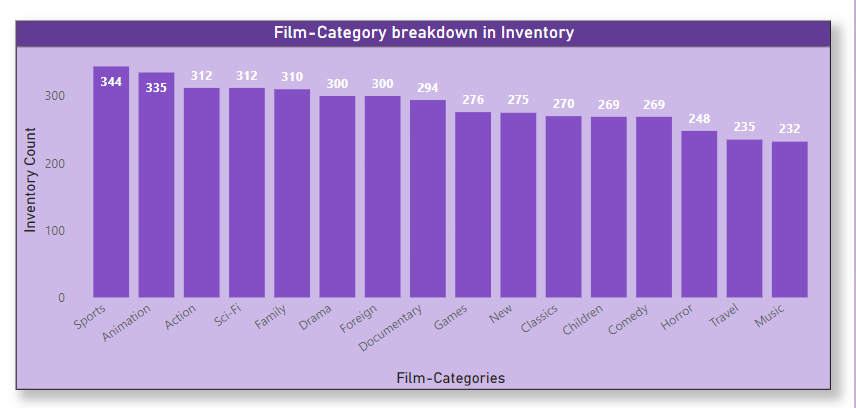 Film-Category breakdown in Inventory
344
335
312
312
310
300
300
294
276
275
270
269
269
248
235
232
300
200
100
0
Inventory Count
Sports
Animation
Action
Sci-Fi
Family
Drama
Foreign
Documentary
Games
New
Classics
Children
Comedy
Horror
Travel
Music
Film-Categories